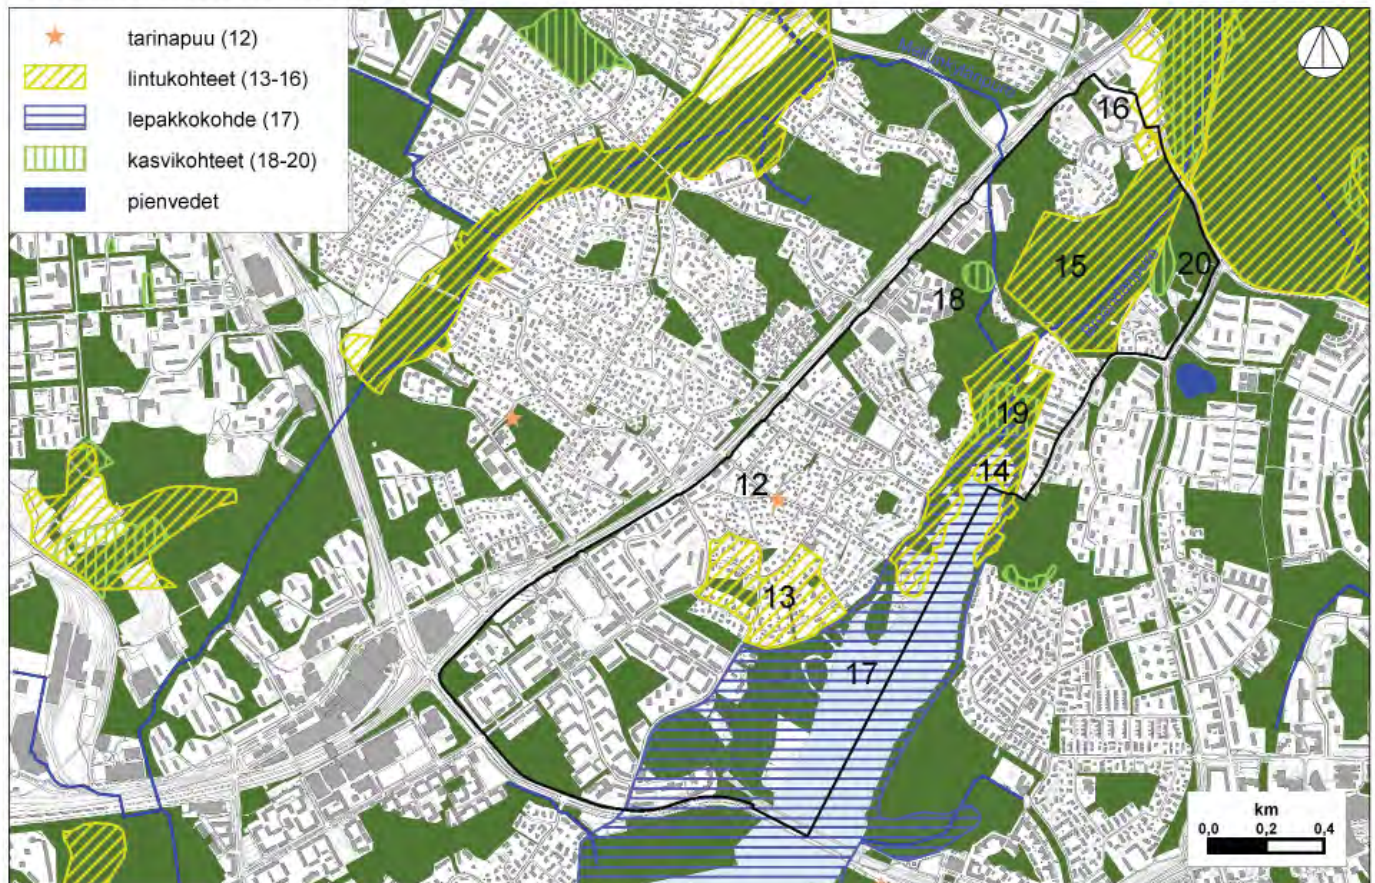 tarinapuu (12)
lintukohteet (13-16)
lepakkokohde (17)
kasvikohteet (18-20)
pienvedet
16
15
20
18
19
14
12
13
17
km
0,0 0,2 0,4